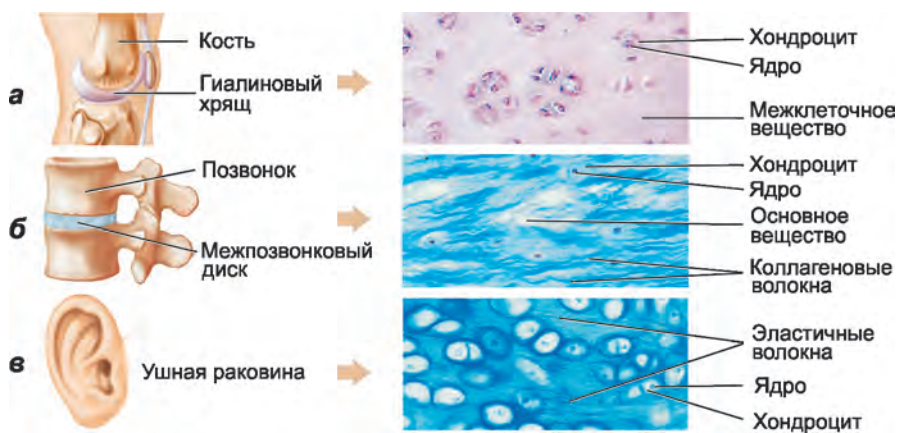 а
Кость
Гиалиновый
хрящ
Хондроцит
Ядро
Межклеточное
вещество
б
Позвонок
Межпозвонковый
диск
Хондроцит
Ядро
Основное
вещество
Коллагеновые
волокна
в
Ушная раковина
Эластичные
волокна
Ядро
Хондроцит